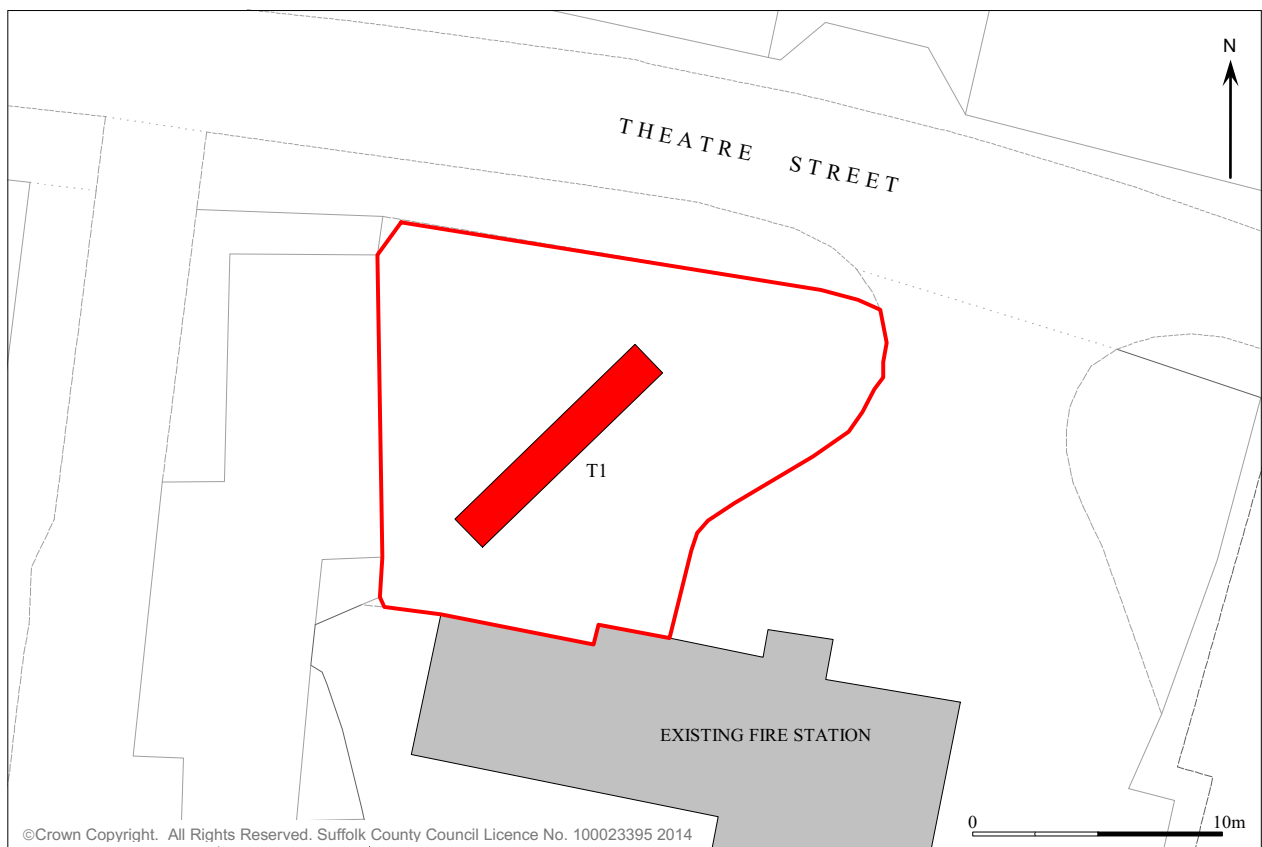 N
THEATRE STREET
T1
EXISTING FIRE STATION
0 10m
©Crown Copyright. All Rights Reserved. Suffolk County Council Licence No. 100023395 2014